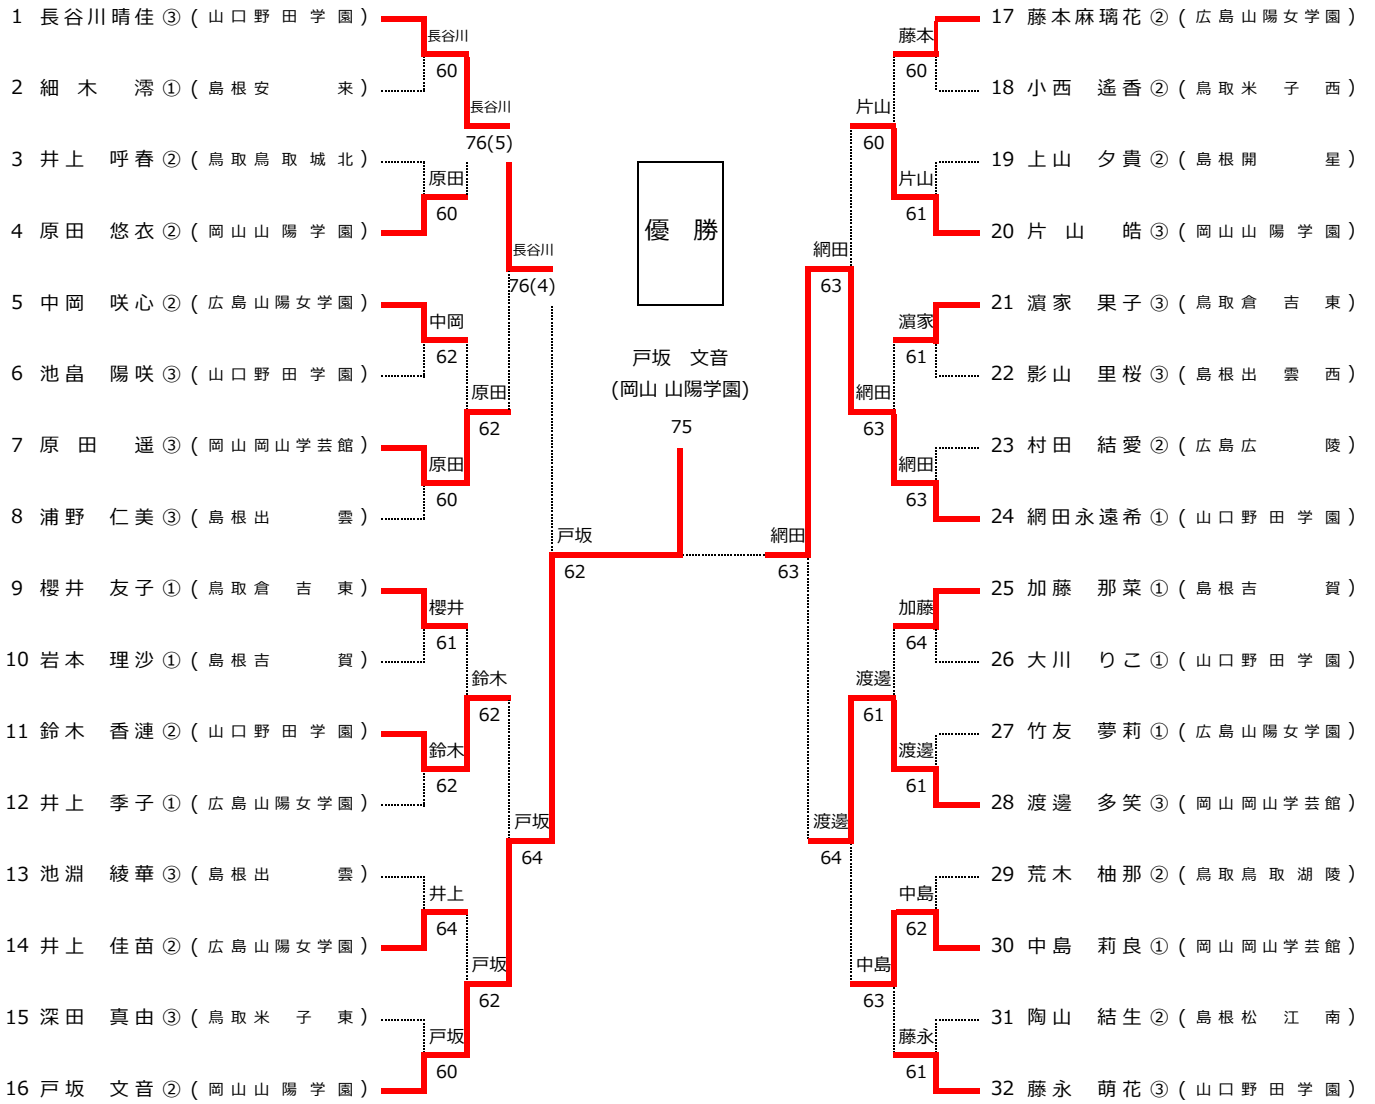 1 長谷川晴佳 ③ ( 山口 野田学園 )
2 細木 澪 ① ( 島根 安来 )
3 井上 呼春 ② ( 鳥取 鳥取城北 )
4 原田 悠衣 ② ( 岡山 山陽学園 )
5 中岡 咲心 ② ( 広島 山陽女学園 )
6 池畠 陽咲 ③ ( 山口 野田学園 )
7 原田 遥 ③ ( 岡山 岡山学芸館 )
8 浦野 仁美 ③ ( 島根 出雲 )
9 櫻井 友子 ① ( 鳥取 倉吉東 )
10 岩本 理沙 ① ( 島根 吉賀 )
11 鈴木 香漣 ② ( 山口 野田学園 )
12 井上 季子 ① ( 広島 山陽女学園 )
13 池淵 綾華 ③ ( 島根 出雲 )
14 井上 佳苗 ② ( 広島 山陽女学園 )
15 深田 真由 ③ ( 鳥取 米子東 )
16 戸坂 文音 ② ( 岡山 山陽学園 )
長谷川
60
原田
60
中岡
62
原田
60
櫻井
61
鈴木
62
井上
64
戸坂
60
長谷川
76(5)
原田
62
鈴木
62
戸坂
62
長谷川
76(4)
戸坂
64
戸坂
62
優 勝
戸坂 文音
(岡山 山陽学園)
75
網田
63
網田
63
渡邊
64
片山
60
網田
63
渡邊
61
中島
63
藤本
60
片山
61
濵家
61
網田
63
加藤
64
渡邊
61
中島
62
藤永
61
17 藤本麻璃花 ② ( 広島 山陽女学園 )
18 小西 遙香 ② ( 鳥取 米子西 )
19 上山 夕貴 ② ( 島根 開星 )
20 片山 皓 ③ ( 岡山 山陽学園 )
21 濵家 果子 ③ ( 鳥取 倉吉東 )
22 影山 里桜 ③ ( 島根 出雲西 )
23 村田 結愛 ② ( 広島 広陵 )
24 網田永遠希 ① ( 山口 野田学園 )
25 加藤 那菜 ① ( 島根 吉賀 )
26 大川 りこ ① ( 山口 野田学園 )
27 竹友 夢莉 ① ( 広島 山陽女学園 )
28 渡邊 多笑 ③ ( 岡山 岡山学芸館 )
29 荒木 柚那 ② ( 鳥取 鳥取湖陵 )
30 中島 莉良 ① ( 岡山 岡山学芸館 )
31 陶山 結生 ② ( 島根 松江南 )
32 藤永 萌花 ③ ( 山口 野田学園 )